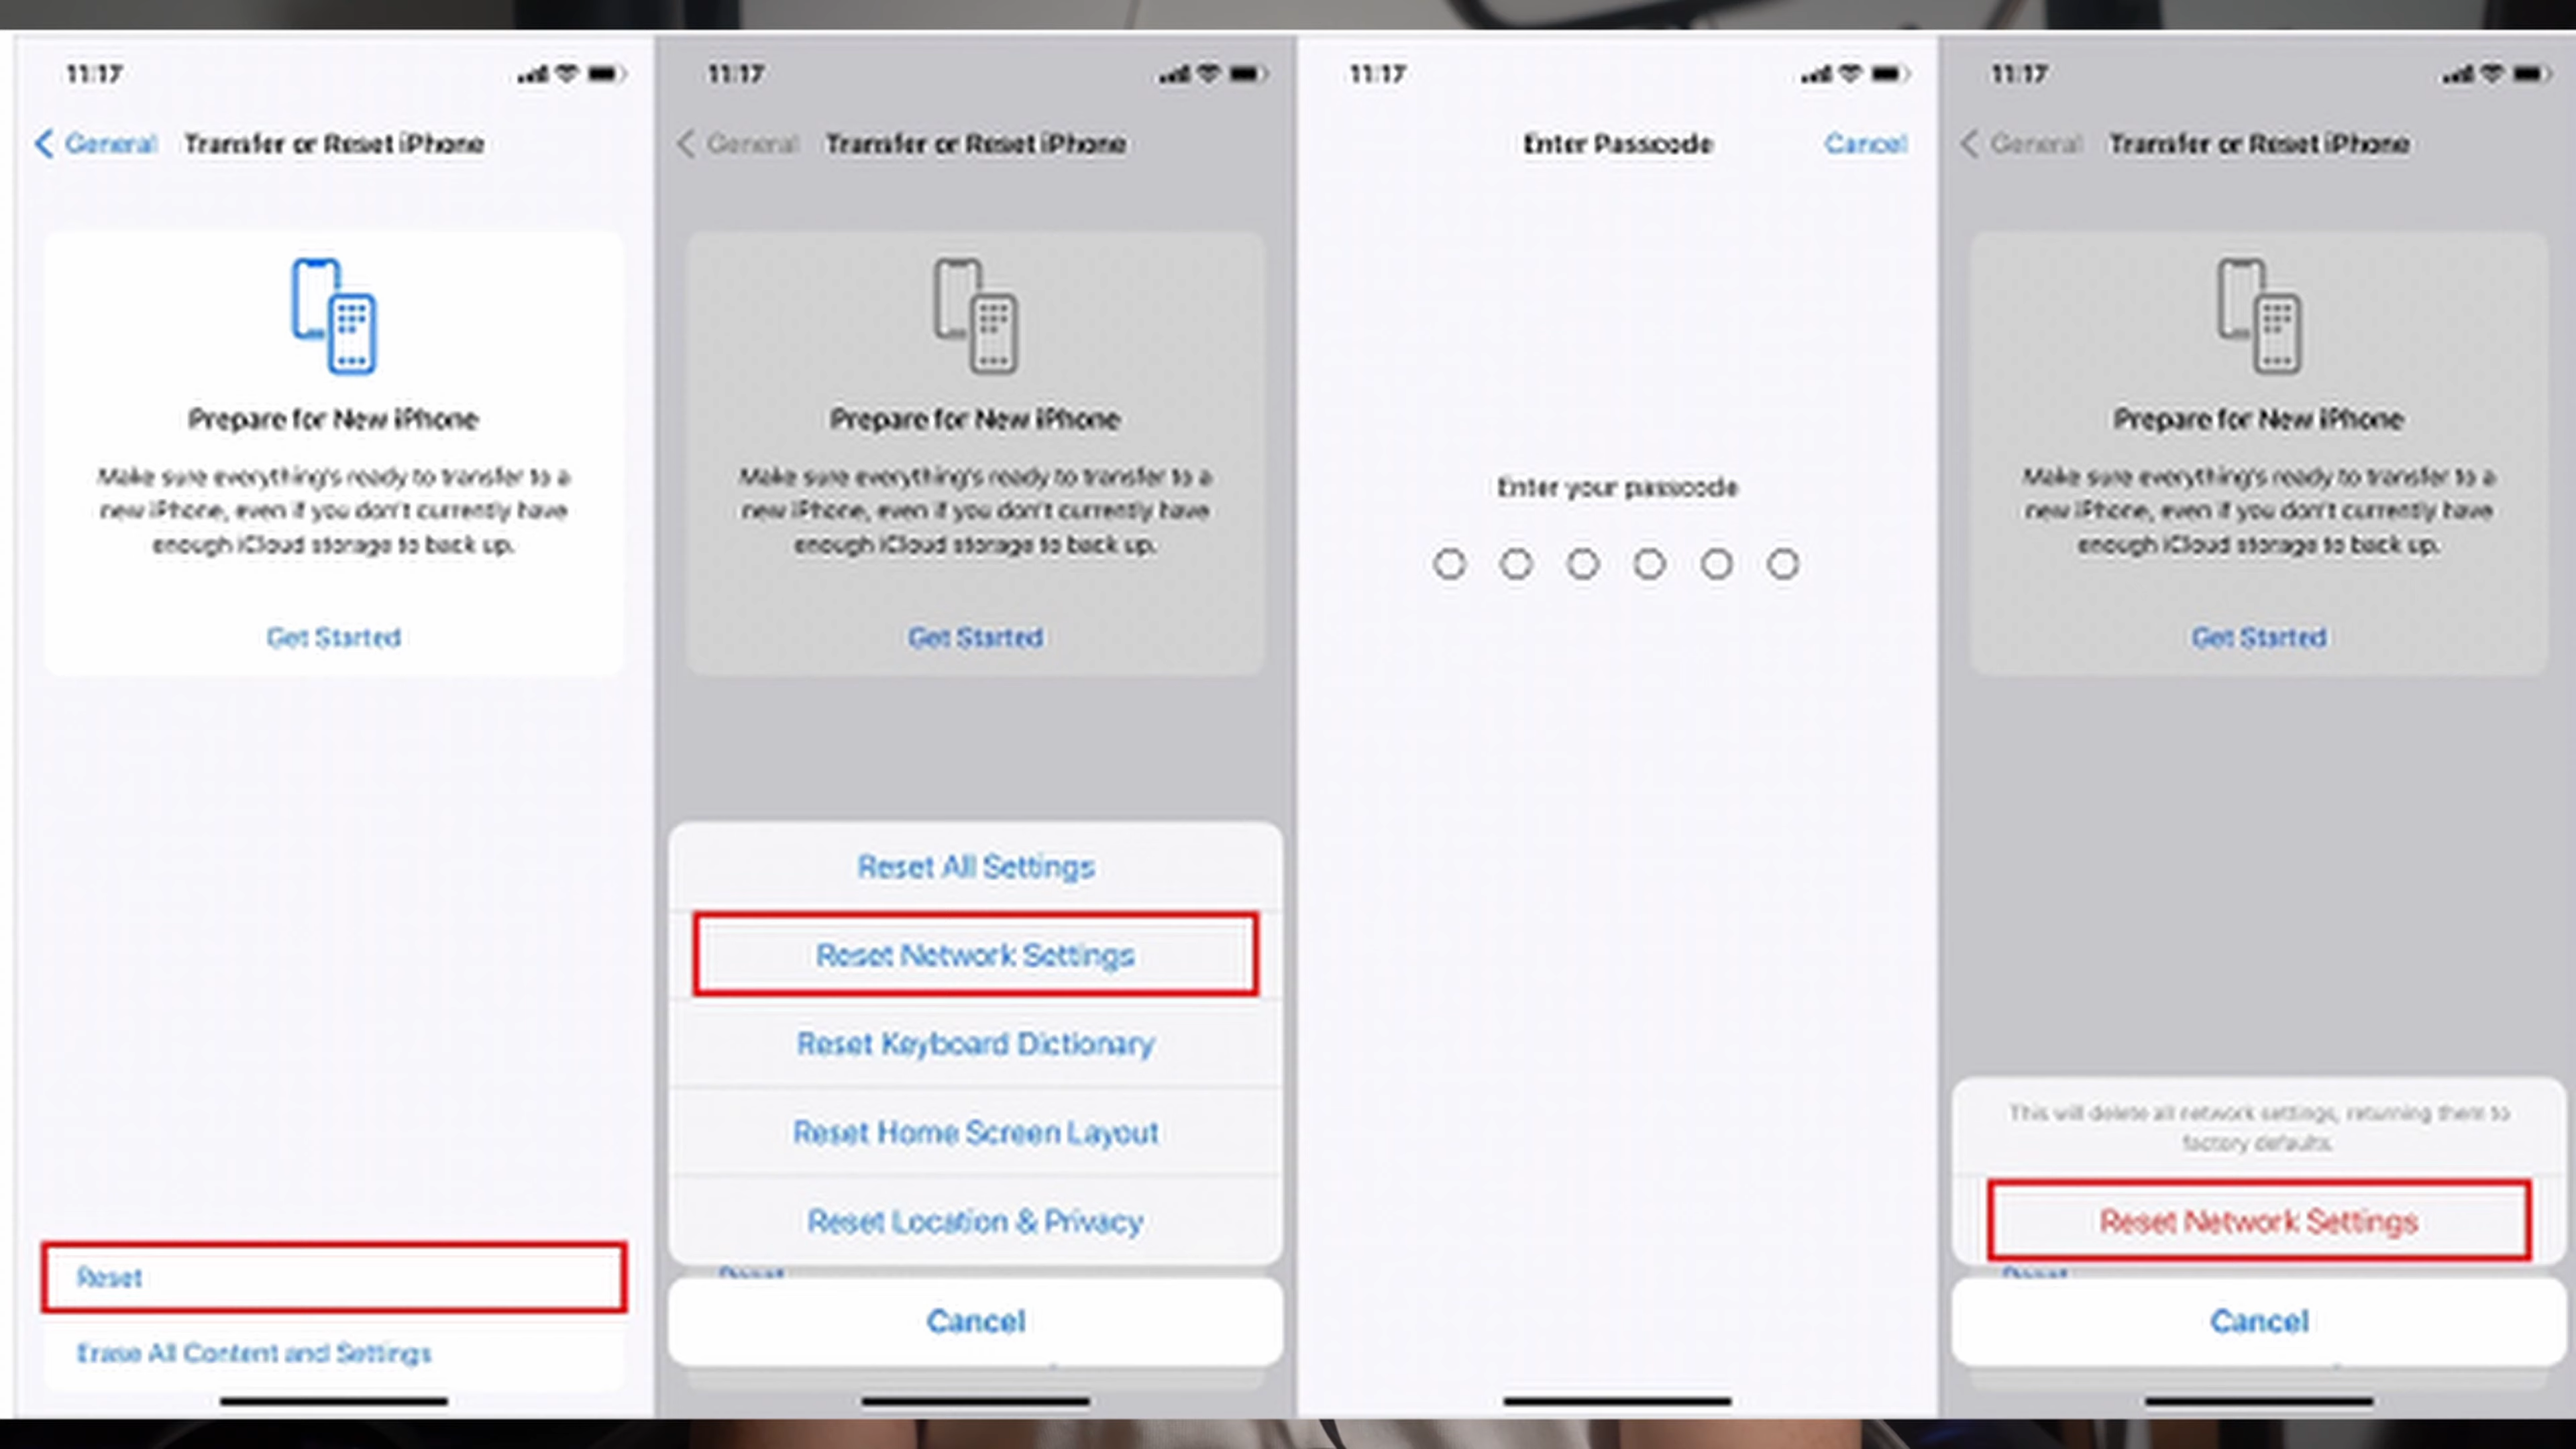 11:17
General
Transfer or Reset iPhone
Prepare for New iPhone
Make sure everything's ready to transfer to a
new iPhone, even if you don't currently have
enough iCloud storage to back up.
Get Started
Reset
Erase All Content and Settings
11:17
General
Transfer or Reset iPhone
Prepare for New iPhone
Make sure everything's ready to transfer to a
new iPhone, even if you don't currently have
enough iCloud storage to back up.
Get Started
Reset All Settings
Reset Network Settings
Reset Keyboard Dictionary
Reset Home Screen Layout
Reset Location & Privacy
Reset
Cancel
11:17
Enter Passcode
Cancel
Enter your passcode
11:17
General
Transfer or Reset iPhone
Prepare for New iPhone
Make sure everything's ready to transfer to a
new iPhone, even if you don't currently have
enough iCloud storage to back up.
Get Started
This will delete all network settings, returning them to
factory defaults.
Reset Network Settings
Reset
Cancel